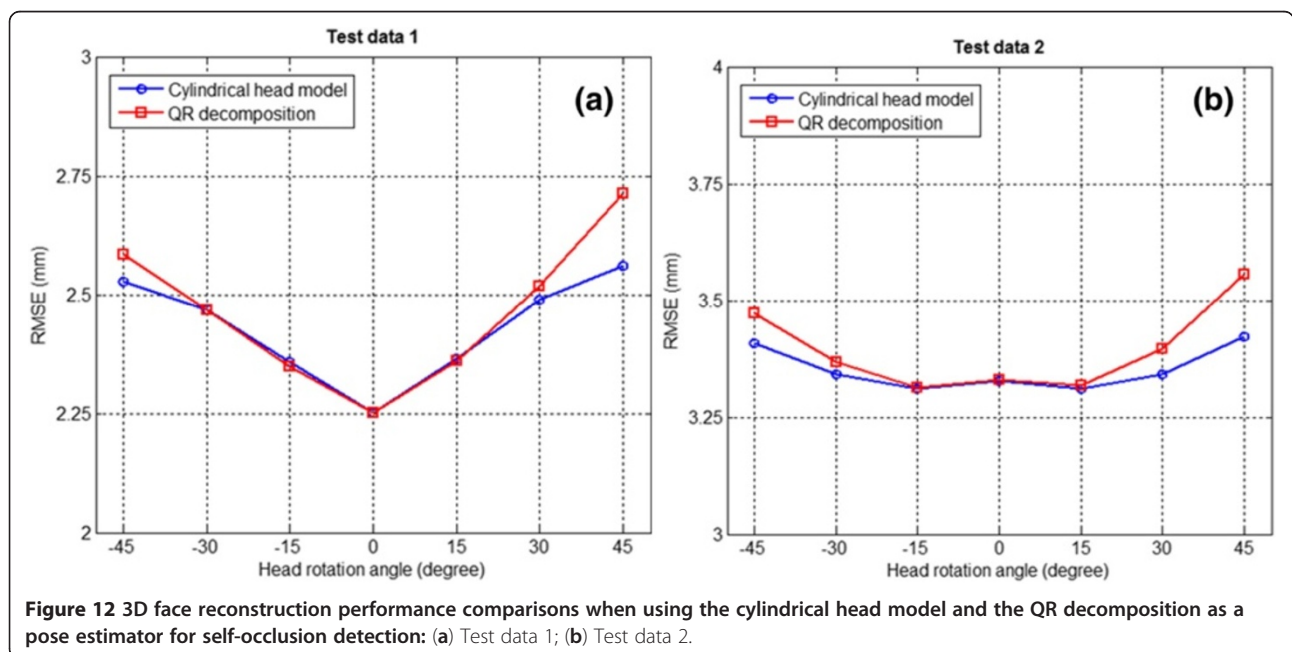 Test data 1
3
2.75
2.5
2.25
2
RMSE (mm)
Cylindrical head model
QR decomposition
(a)
-45 -30 -15 0 15 30 45
Head rotation angle (degree)
Test data 2
4
3.75
3.5
3.25
3
RMSE (mm)
Cylindrical head model
QR decomposition
(b)
-45 -30 -15 0 15 30 45
Head rotation angle (degree)
Figure 12 3D face reconstruction performance comparisons when using the cylindrical head model and the QR decomposition as a
pose estimator for self-occlusion detection: (a) Test data 1; (b) Test data 2.